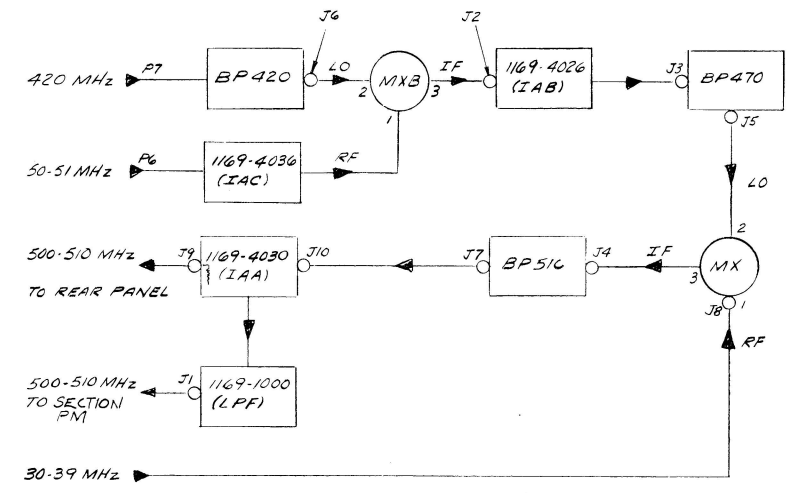 J6
J2
420 MHz
P7
BP420
LO
2
MXB
3
IF
1169-4026
(IAB)
J3
BP470
1
J5
50-51 MHz
P6
1169-4036
(IAC)
RF
LO
2
500-510 MHz
TO REAR PANEL
J9
1169-4030
(IAA)
J10
J7
BP516
J4
IF
3
MX
J8
1
RF
500-510 MHz
TO SECTION
PM
J1
1169-1000
(LPF)
30-39 MHz